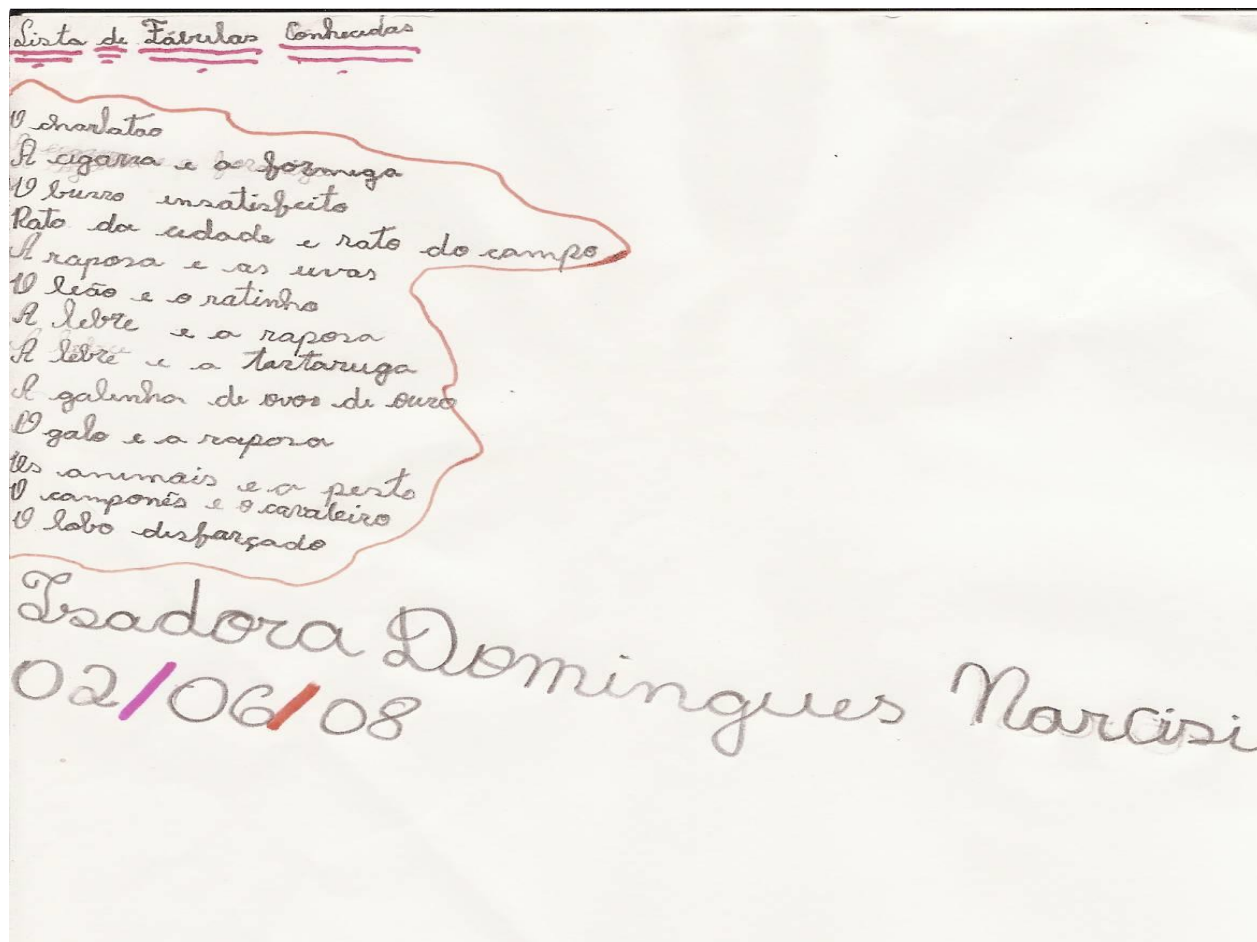 Lista de Fábulas Conhecidas
O charlatão
A cigarra e a formiga
O burro insatisfeito
Rato da cidade e rato do campo
A raposa e as uvas
O leão e o ratinho
A lebre e a raposa
A lebre e a tartaruga
A galinha de ovos de ouro
O galo e a raposa
Os animais e a peste
O camponês e o cavaleiro
O lobo disfarçado
Isadora Domingues Narcisi
02/06/08